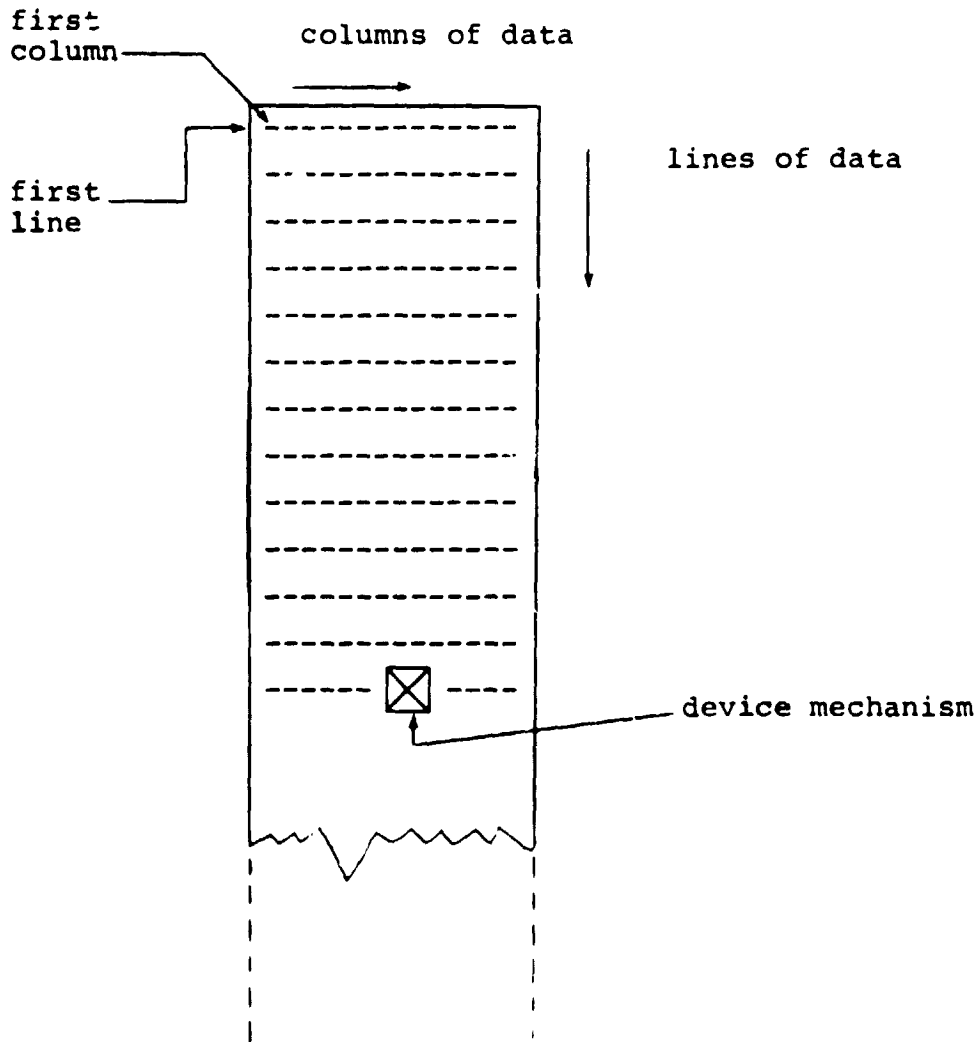 first
column
columns of data
first
line
lines of data
device mechanism